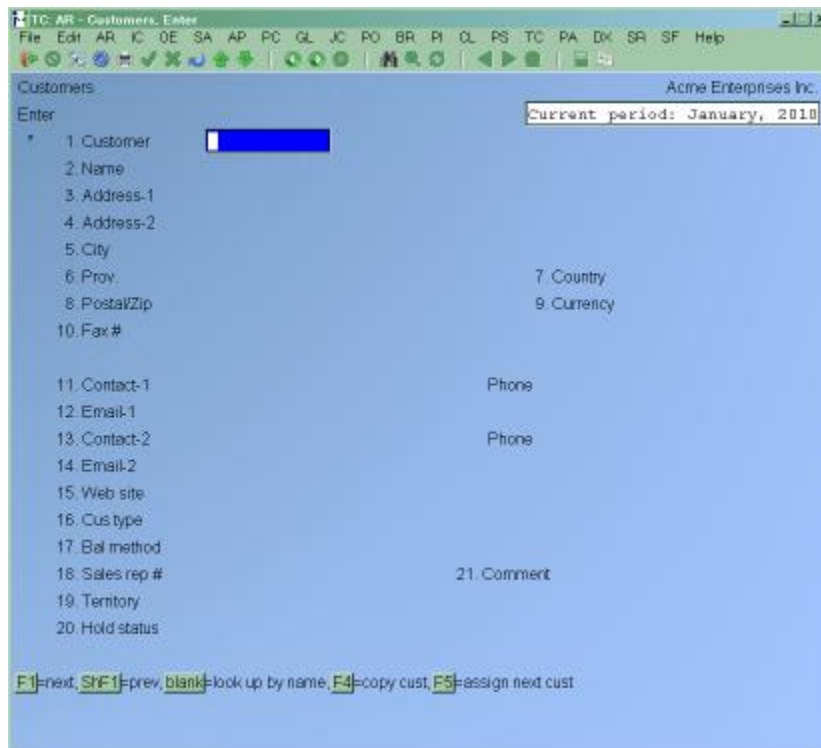 TC: AR - Customers, Enter
File Edit AR IC OE SA AP PC GL JC PO BR PI CL PS TC PA DX SR SF Help
Customers Acme Enterprises Inc.
Enter Current period: January, 2010
* 1. Customer
2. Name
3. Address-1
4. Address-2
5. City
6. Prov. 7. Country
8. Postal/Zip 9. Currency
10. Fax #
11. Contact-1 Phone
12. Email-1
13. Contact-2 Phone
14. Email-2
15. Web site
16. Cus type
17. Bal method
18. Sales rep # 21. Comment
19. Territory
20. Hold status
F1=next, ShF1=prev, blank=look up by name, F4=copy cust, F5=assign next cust